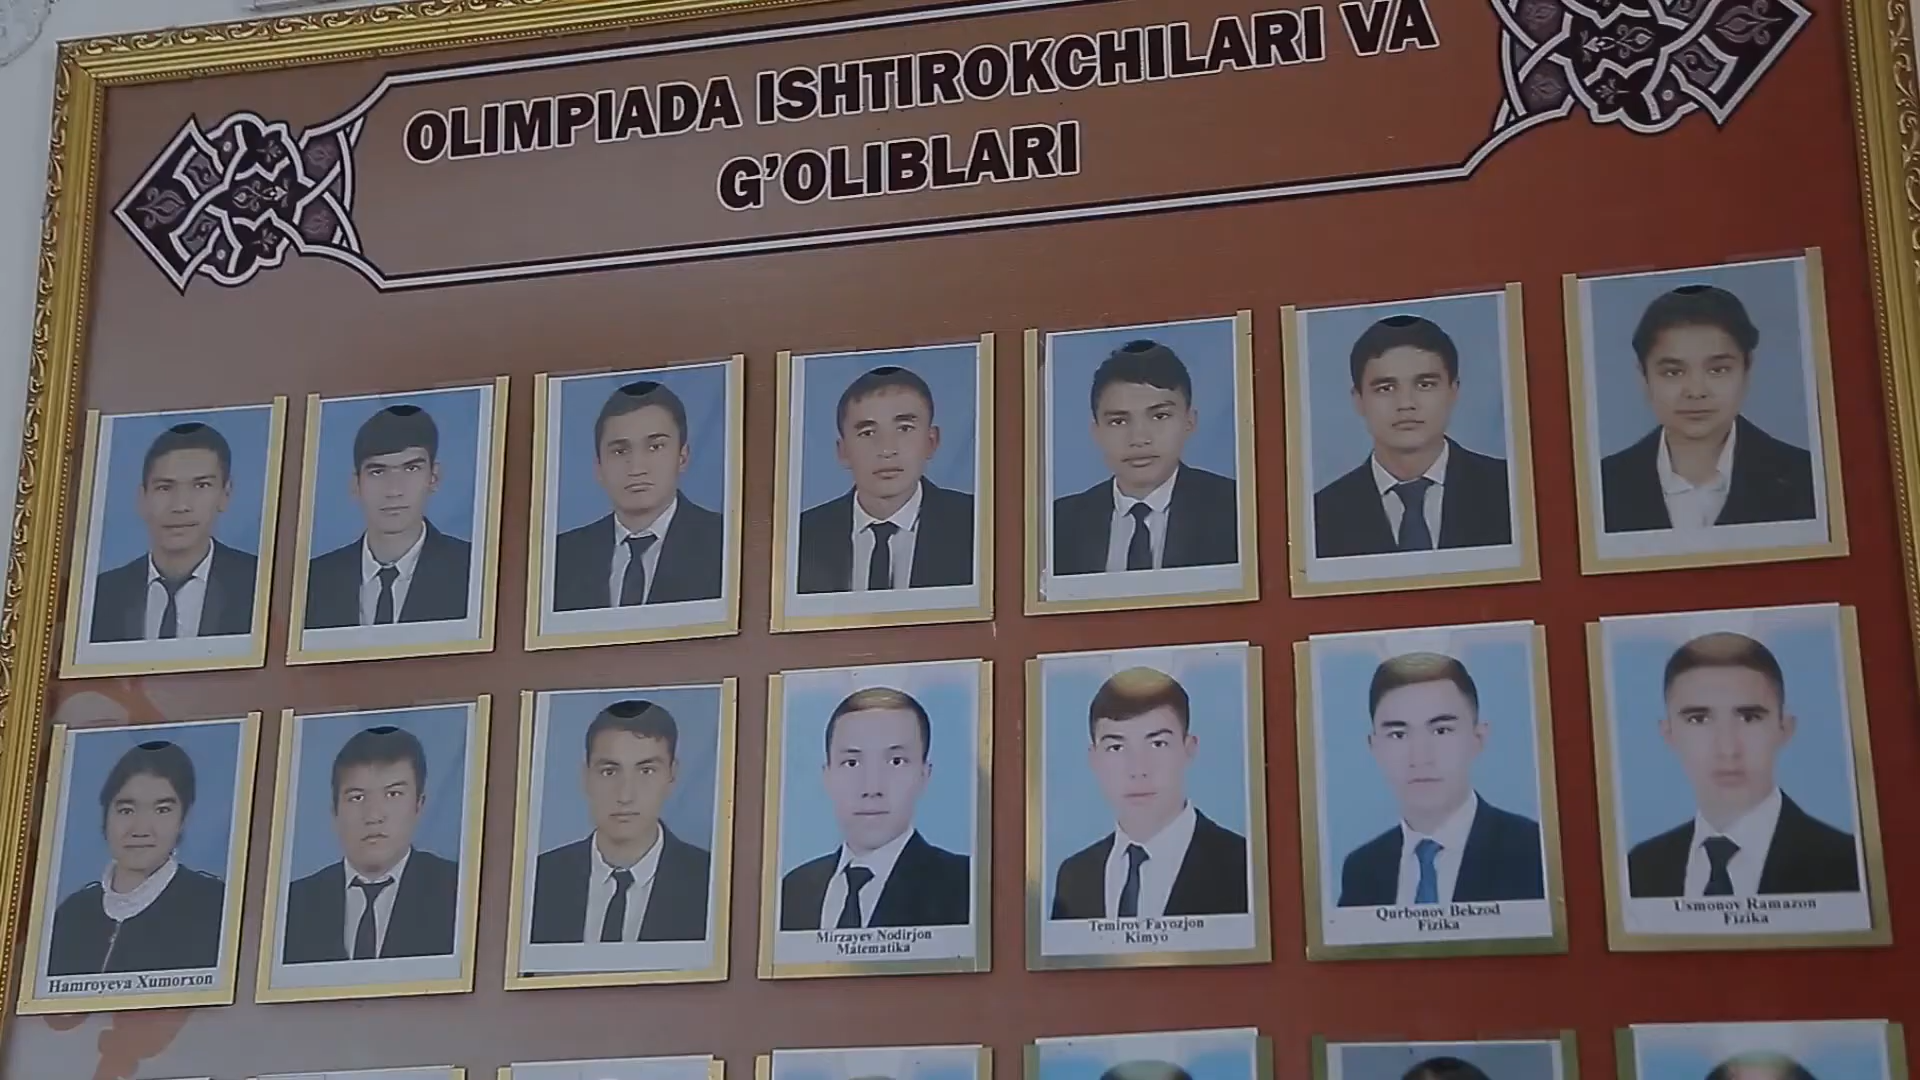 OLIMPIADA ISHTIROKCHILARI VA
G'OLIBLARI
Hamroyeva Xumorxon
Mirzayev Nodirjon
Matematika
Temirov Fayozjon
Kimyo
Qurbonov Bekzod
Fizika
Usmonov Ramazon
Fizika